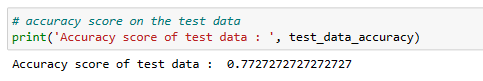 # accuracy score on the test data
print('Accuracy score of test data : ', test_data_accuracy)
Accuracy score of test data :  0.7727272727272727